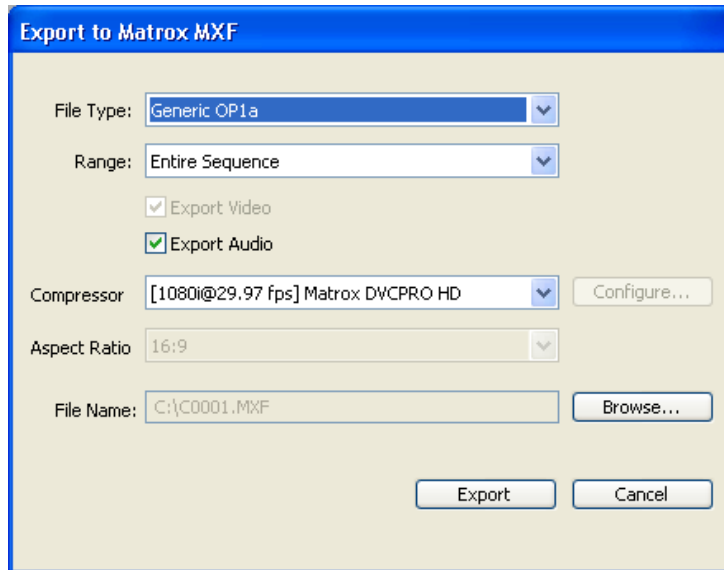 Export to Matrox MXF
File Type: Generic OP1a
Range: Entire Sequence
Export Video
Export Audio
Compressor [1080i@29.97 fps] Matrox DVCPRO HD Configure...
Aspect Ratio 16:9
File Name: C:\C0001.MXF Browse...
Export Cancel